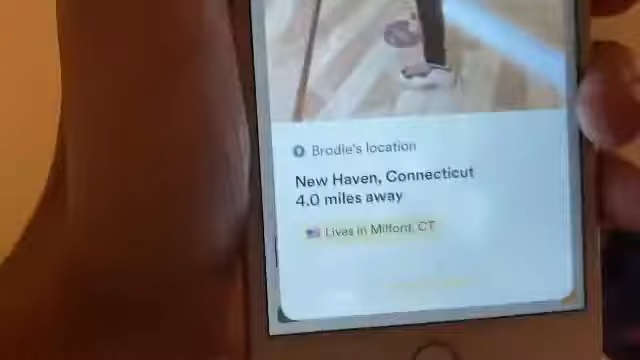 Brodie's location
New Haven, Connecticut
4.0 miles away
Lives in Milford, CT